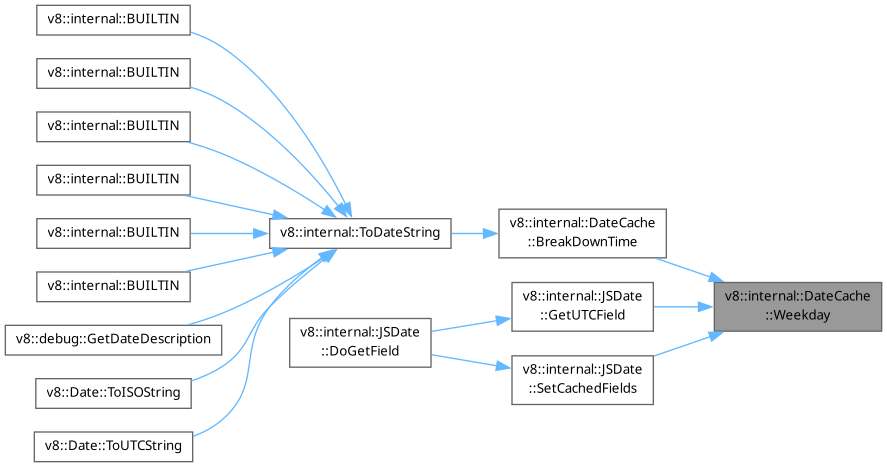 v8::internal::BUILTIN
v8::internal::BUILTIN
v8::internal::BUILTIN
v8::internal::BUILTIN
v8::internal::BUILTIN
v8::internal::BUILTIN
v8::debug::GetDateDescription
v8::Date::ToISOString
v8::Date::ToUTCString
v8::internal::ToDateString
v8::internal::JSDate
::DoGetField
v8::internal::DateCache
::BreakDownTime
v8::internal::JSDate
::GetUTCField
v8::internal::JSDate
::SetCachedFields
v8::internal::DateCache
::Weekday